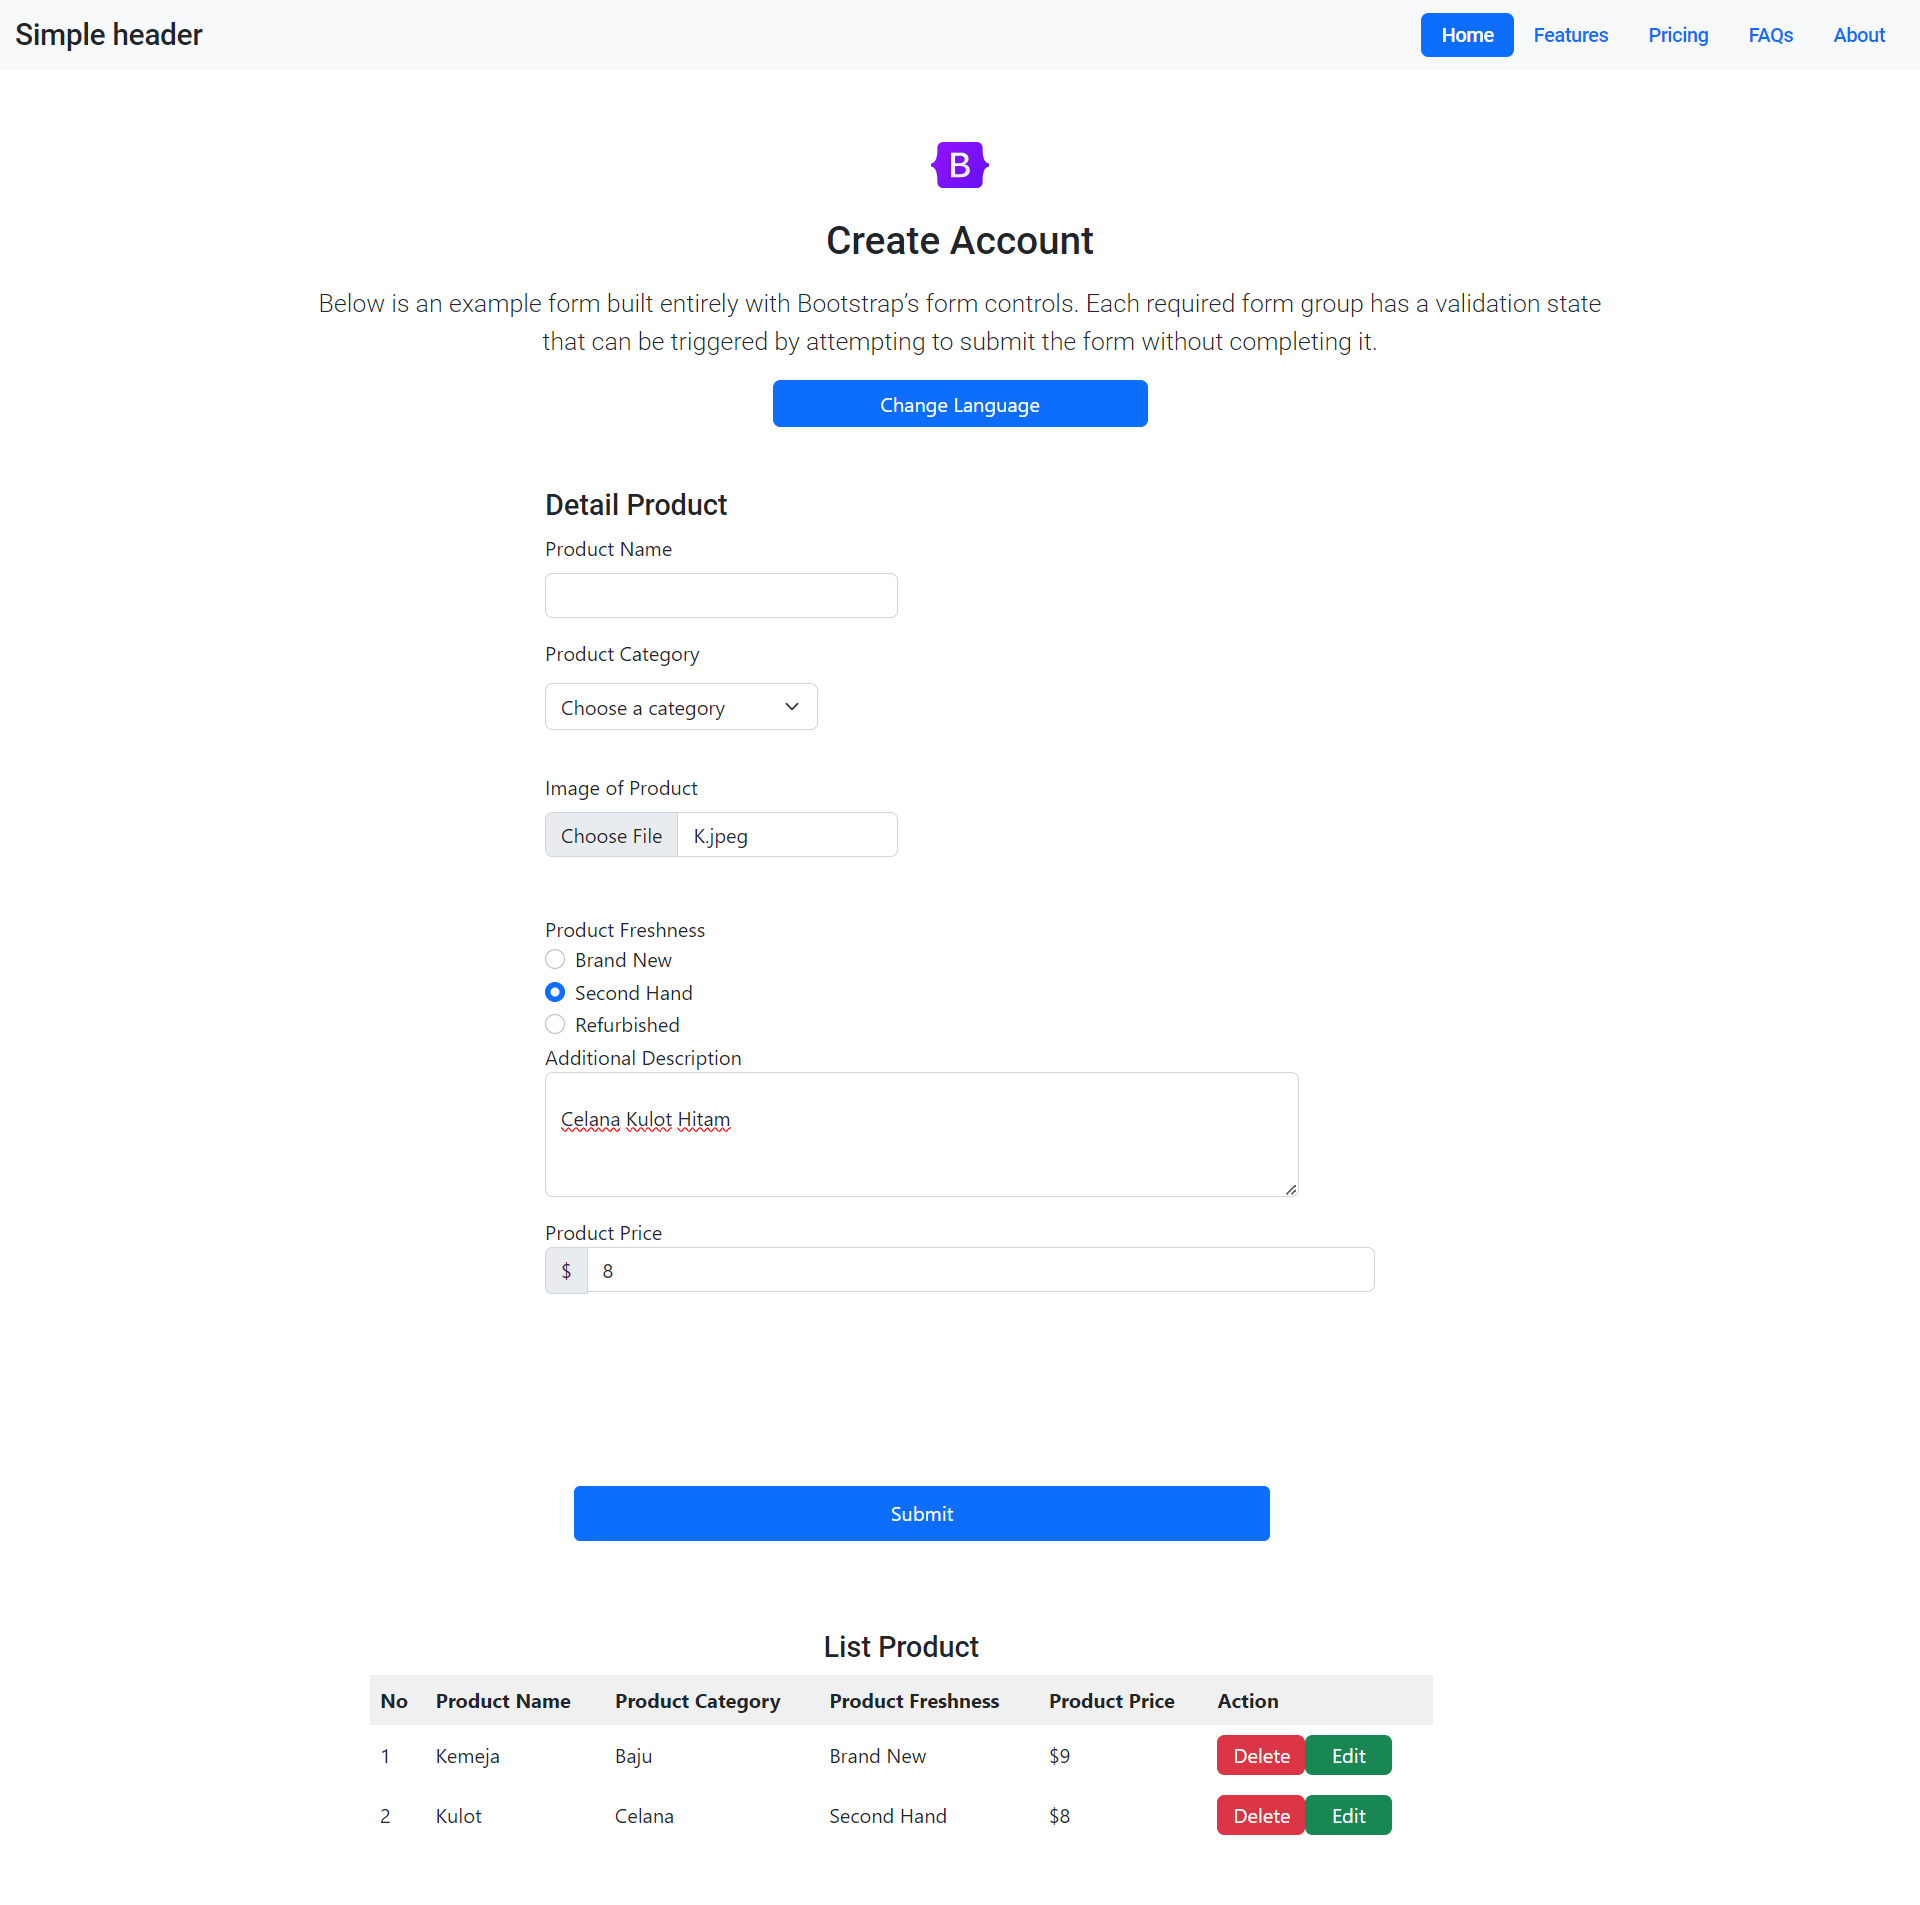 Simple header
Home Features Pricing FAQs About
B
Create Account
Below is an example form built entirely with Bootstrap’s form controls. Each required form group has a validation state
that can be triggered by attempting to submit the form without completing it.
Change Language
Detail Product
Product Name
Product Category
Choose a category
Image of Product
Choose File K.jpeg
Product Freshness
Brand New
Second Hand
Refurbished
Additional Description
Celana Kulot Hitam
Product Price
$ 8
Submit
List Product
No Product Name Product Category Product Freshness Product Price Action
1 Kemeja Baju Brand New $9 Delete Edit
2 Kulot Celana Second Hand $8 Delete Edit